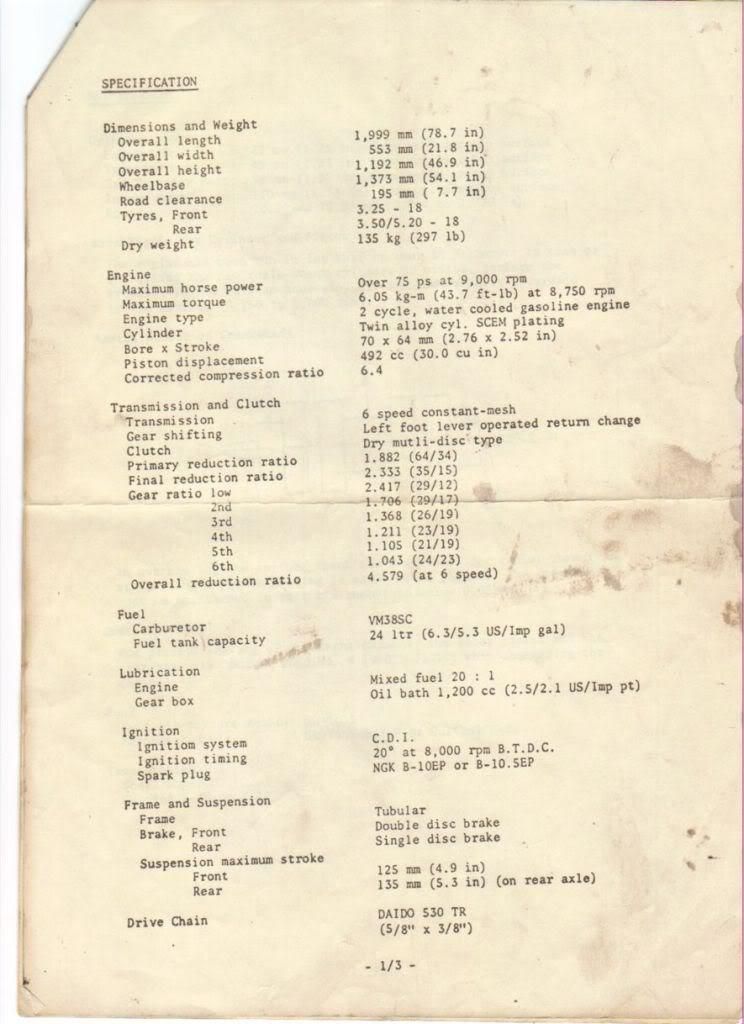 SPECIFICATION
Dimensions and Weight
Overall length 1,999 mm (78.7 in)
Overall width 553 mm (21.8 in)
Overall height 1,192 mm (46.9 in)
Wheelbase 1,373 mm (54.1 in)
Road clearance 195 mm ( 7.7 in)
Tyres, Front 3.25 - 18
Rear 3.50/5.20 - 18
Dry weight 135 kg (297 lb)
Engine
Maximum horse power Over 75 ps at 9,000 rpm
Maximum torque 6.05 kg-m (43.7 ft-lb) at 8,750 rpm
Engine type 2 cycle, water cooled gasoline engine
Cylinder Twin alloy cyl. SCEM plating
Bore x Stroke 70 x 64 mm (2.76 x 2.52 in)
Piston displacement 492 cc (30.0 cu in)
Corrected compression ratio 6.4
Transmission and Clutch
Transmission 6 speed constant-mesh
Gear shifting Left foot lever operated return change
Clutch Dry mutli-disc type
Primary reduction ratio 1.882 (64/34)
Final reduction ratio 2.333 (35/15)
Gear ratio low 2.417 (29/12)
2nd 1.706 (29/17)
3rd 1.368 (26/19)
4th 1.211 (23/19)
5th 1.105 (21/19)
6th 1.043 (24/23)
Overall reduction ratio 4.579 (at 6 speed)
Fuel
Carburetor VM38SC
Fuel tank capacity 24 ltr (6.3/5.3 US/Imp gal)
Lubrication
Engine Mixed fuel 20 : 1
Gear box Oil bath 1,200 cc (2.5/2.1 US/Imp pt)
Ignition
Ignitiom system C.D.I.
Ignition timing 20° at 8,000 rpm B.T.D.C.
Spark plug NGK B-10EP or B-10.5EP
Frame and Suspension
Frame Tubular
Brake, Front Double disc brake
Rear Single disc brake
Suspension maximum stroke
Front 125 mm (4.9 in)
Rear 135 mm (5.3 in) (on rear axle)
Drive Chain DAIDO 530 TR
(5/8" x 3/8")
- 1/3 -